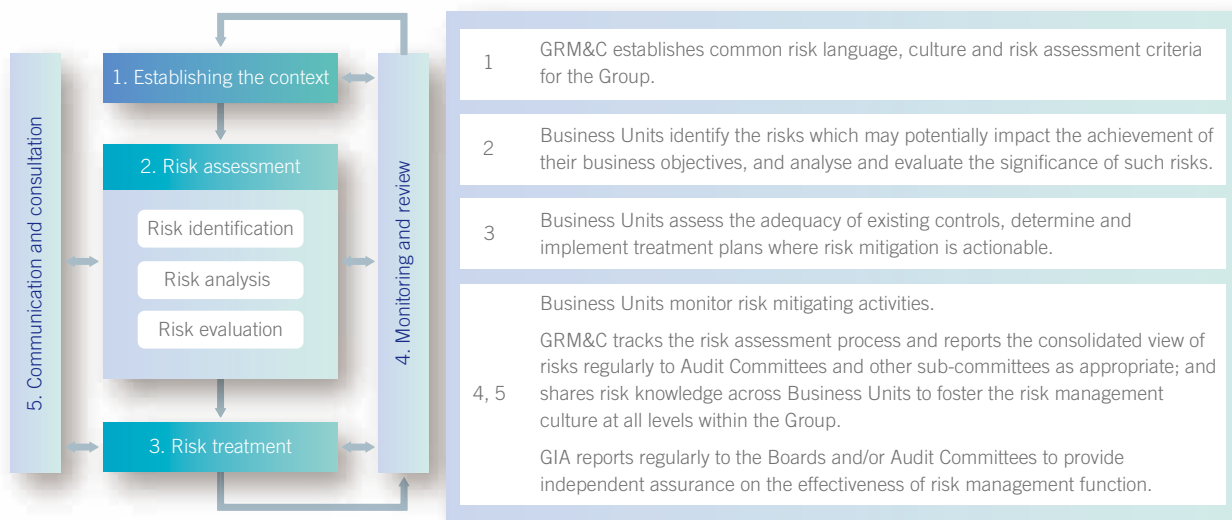 5. Communication and consultation
1. Establishing the context
2. Risk assessment
Risk identification
Risk analysis
Risk evaluation
3. Risk treatment
4. Monitoring and review
1
GRM&C establishes common risk language, culture and risk assessment criteria
for the Group.
2
Business Units identify the risks which may potentially impact the achievement of
their business objectives, and analyse and evaluate the significance of such risks.
3
Business Units assess the adequacy of existing controls, determine and
implement treatment plans where risk mitigation is actionable.
4, 5
Business Units monitor risk mitigating activities.
GRM&C tracks the risk assessment process and reports the consolidated view of
risks regularly to Audit Committees and other sub-committees as appropriate; and
shares risk knowledge across Business Units to foster the risk management
culture at all levels within the Group.
GIA reports regularly to the Boards and/or Audit Committees to provide
independent assurance on the effectiveness of risk management function.